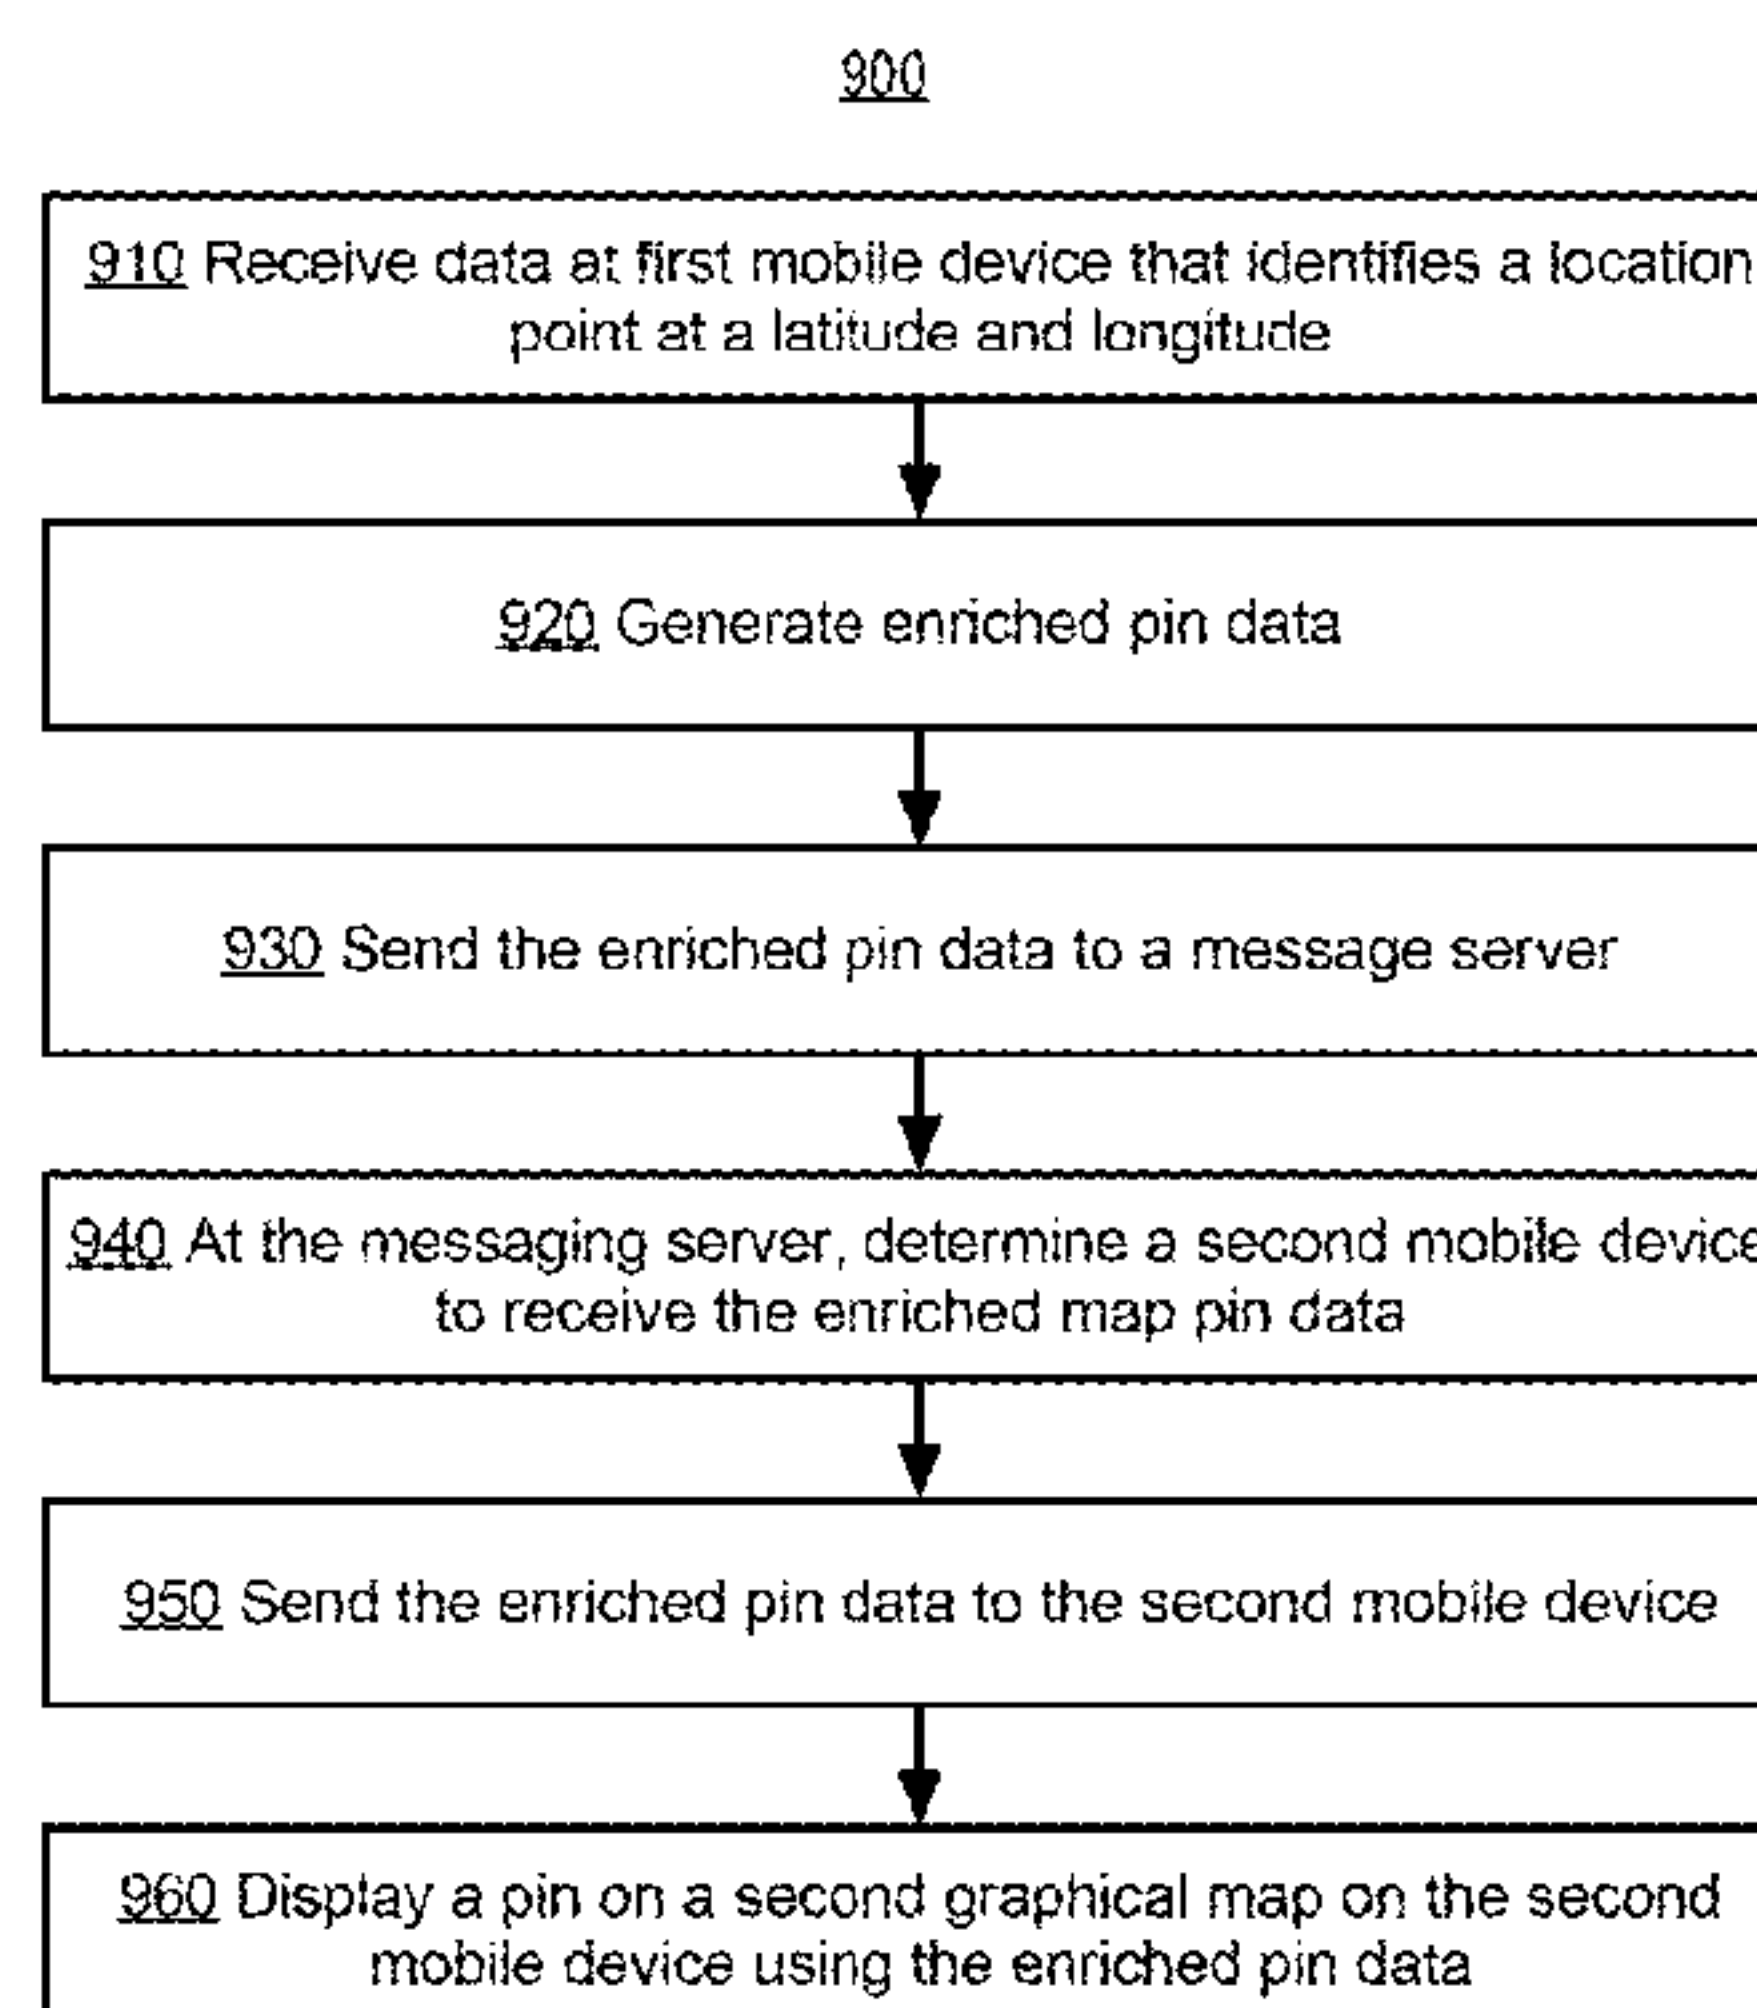 900
910 Receive data at first mobile device that identifies a location
point at a latitude and longitude
920 Generate enriched pin data
930 Send the enriched pin data to a message server
940 At the messaging server, determine a second mobile device
to receive the enriched map pin data
950 Send the enriched pin data to the second mobile device
960 Display a pin on a second graphical map on the second
mobile device using the enriched pin data